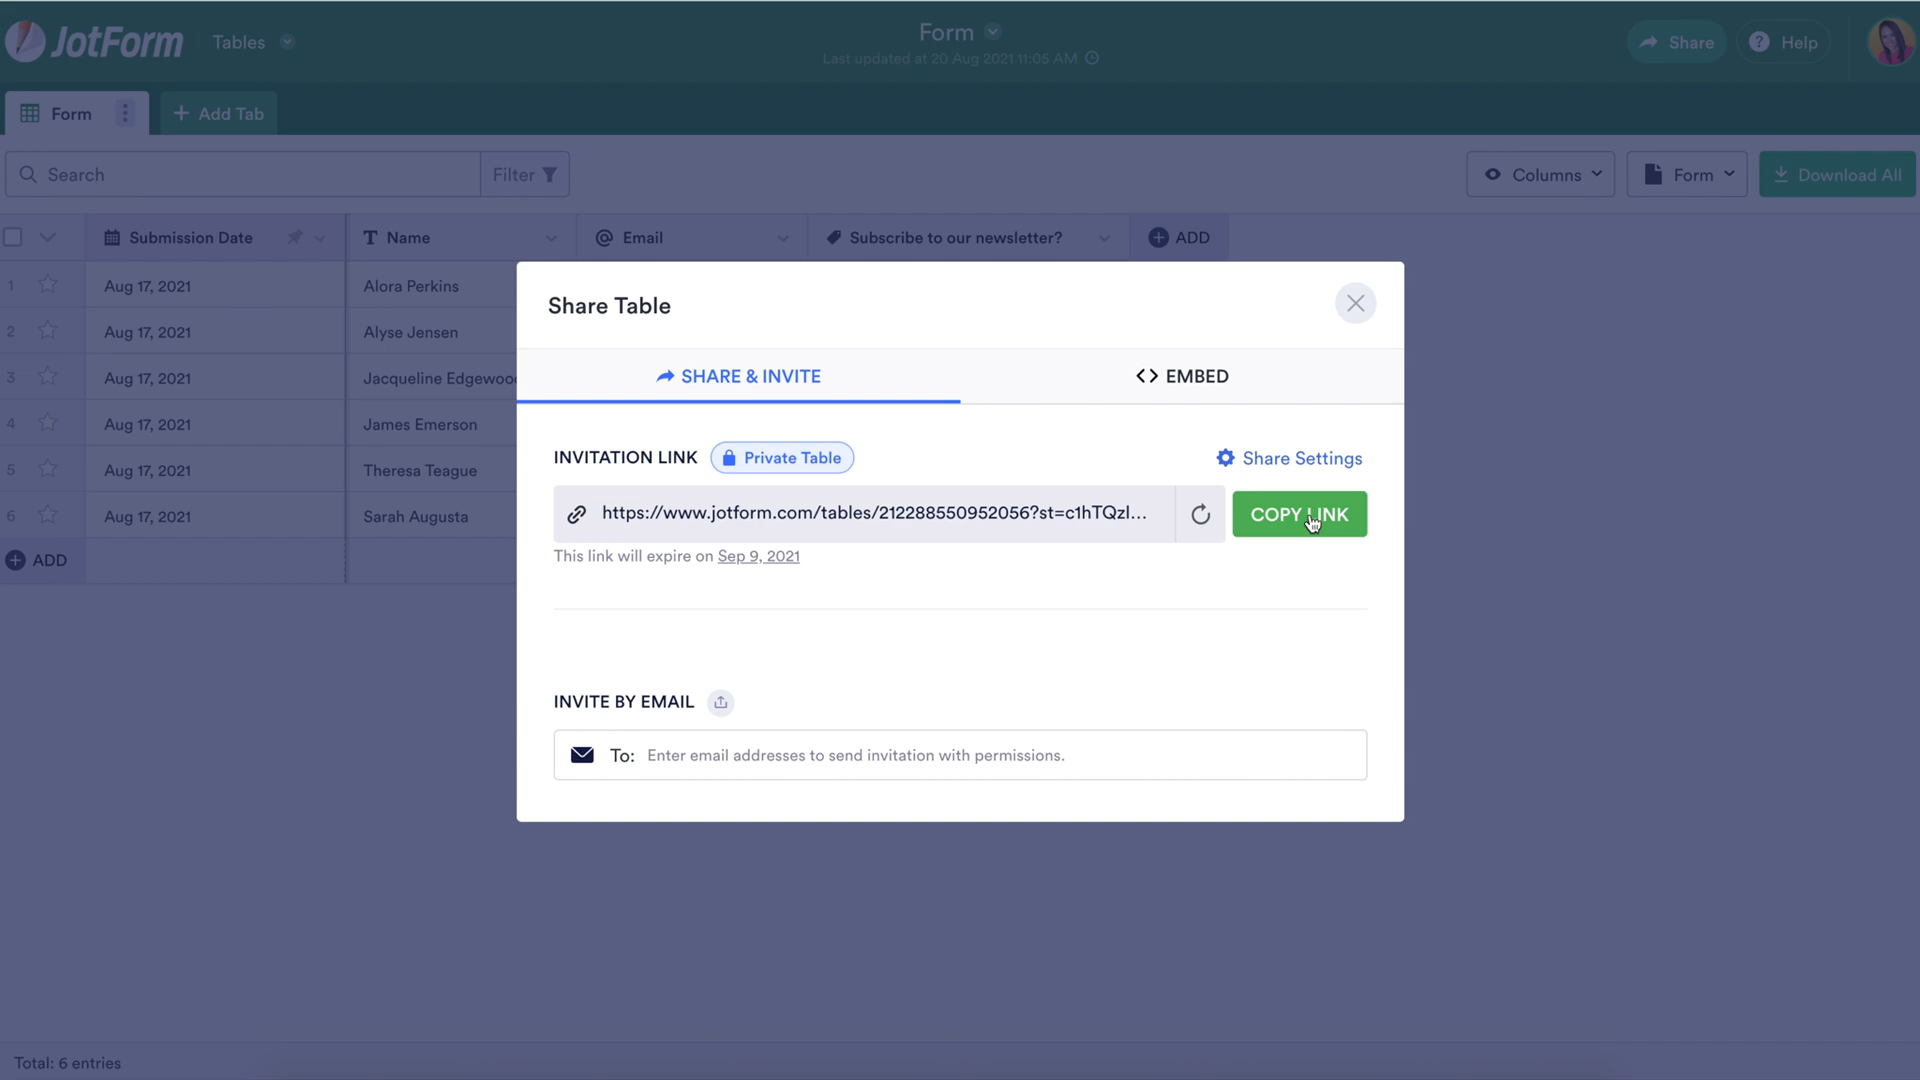 JotForm
Tables
Form
Last updated at 20 Aug 2021 11:05 AM
Share
? Help
Form
+ Add Tab
Search
Filter
Columns
Form
Download All
Submission Date
T Name
@ Email
Subscribe to our newsletter?
+ ADD
1 Aug 17, 2021 Alora Perkins
2 Aug 17, 2021 Alyse Jensen
3 Aug 17, 2021 Jacqueline Edgewoo
4 Aug 17, 2021 James Emerson
5 Aug 17, 2021 Theresa Teague
6 Aug 17, 2021 Sarah Augusta
+ ADD
Share Table
SHARE & INVITE
<> EMBED
INVITATION LINK
Private Table
Share Settings
https://www.jotform.com/tables/212288550952056?st=c1hTQzI...
COPY LINK
This link will expire on Sep 9, 2021
INVITE BY EMAIL
To: Enter email addresses to send invitation with permissions.
Total: 6 entries